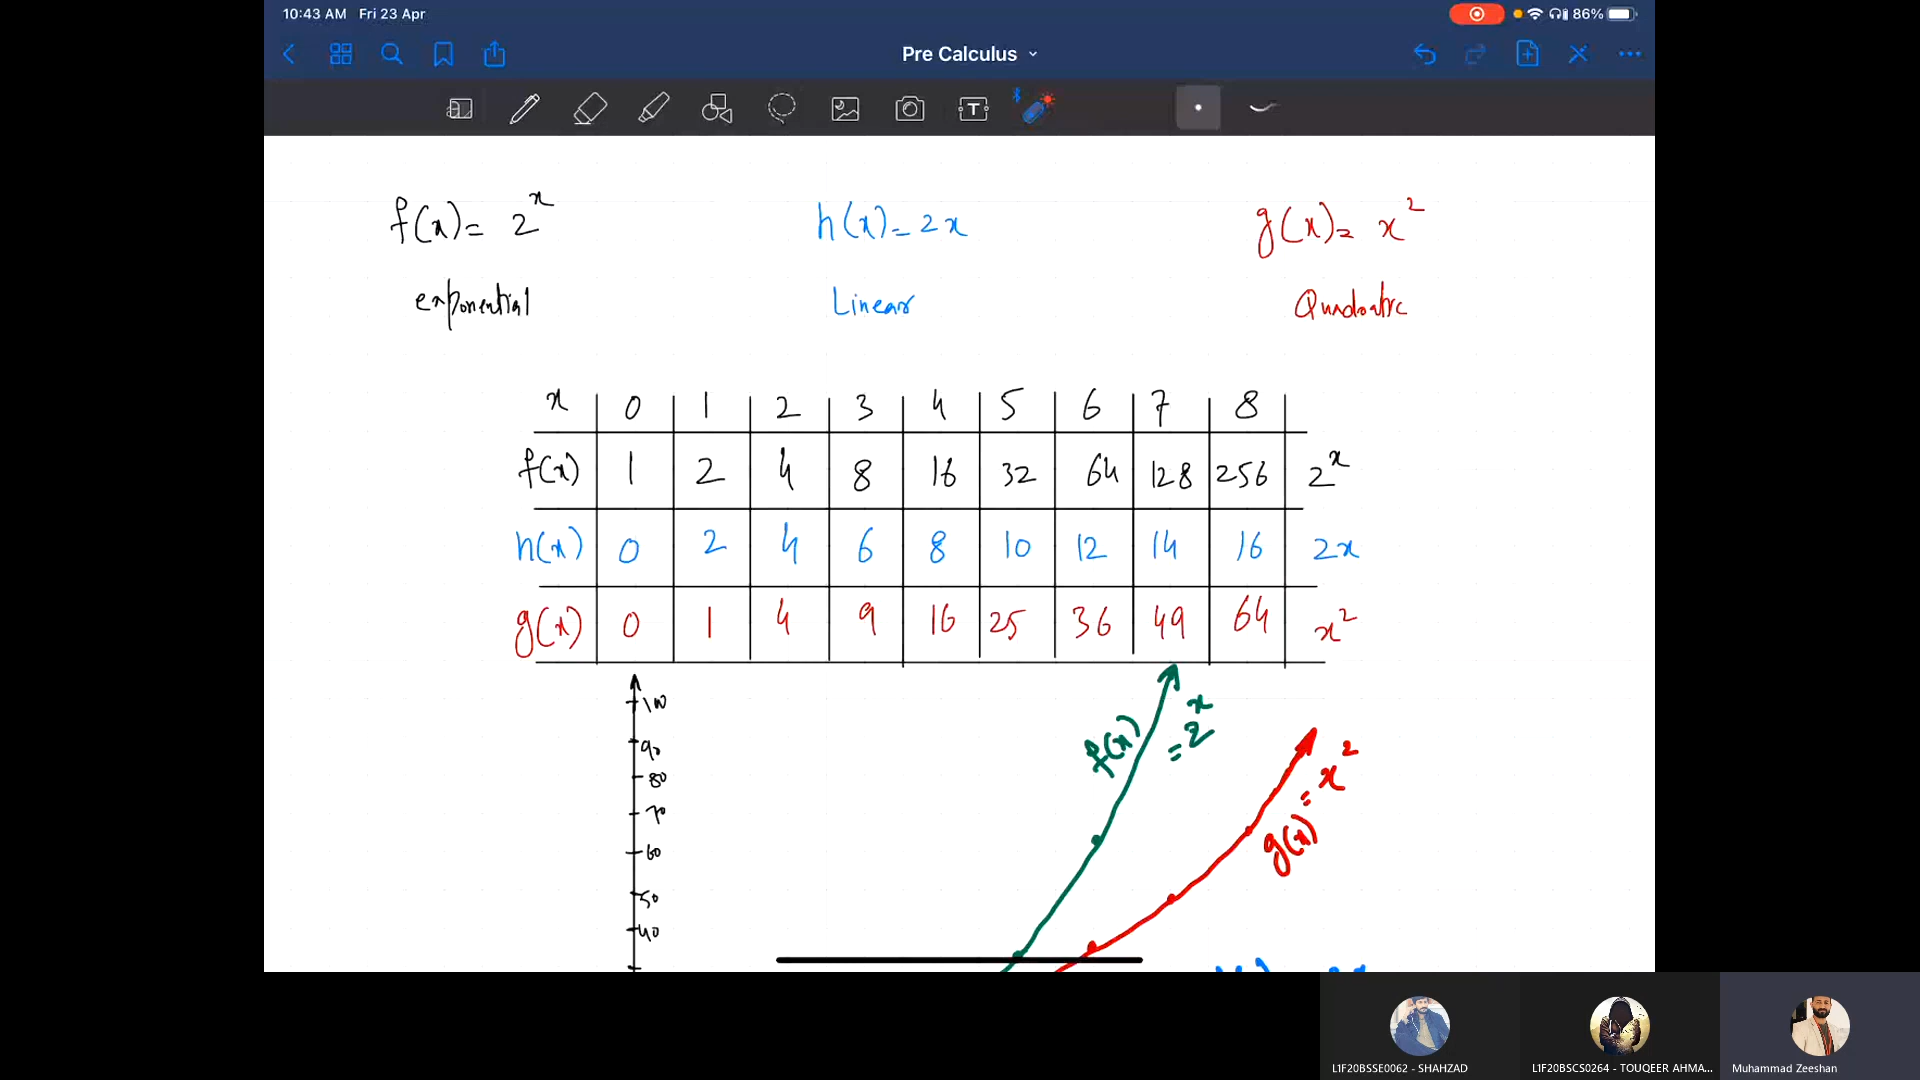 10:43 AM Fri 23 Apr 86%
Pre Calculus
T
f(x)= 2^x h(x)=2x g(x)= x^2
exponential Linear Quadratic
x 0 1 2 3 4 5 6 7 8
f(x) 1 2 4 8 16 32 64 128 256 2^x
h(x) 0 2 4 6 8 10 12 14 16 2x
g(x) 0 1 4 9 16 25 36 49 64 x^2
100
90
80
70
60
50
40
f(x) = 2^x
g(x) = x^2
L1F20BSSE0062 - SHAHZAD L1F20BSCS0264 - TOUQEER AHMA... Muhammad Zeeshan